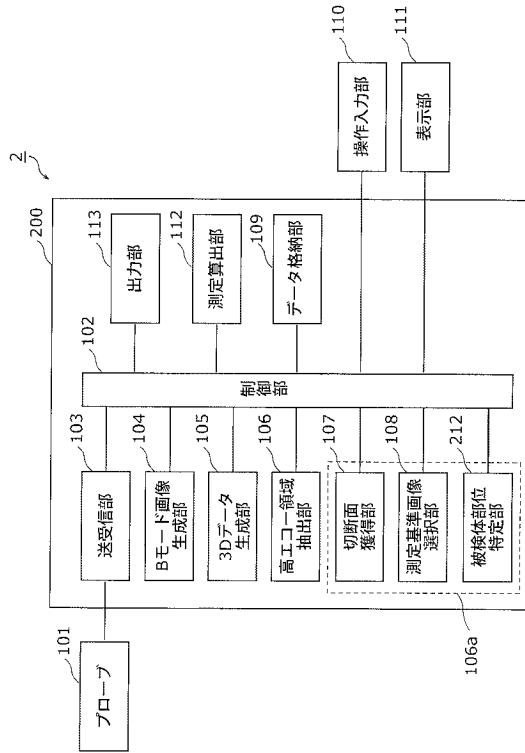 2
200
101
プローブ
103
送受信部
104
Bモード画像
生成部
105
3Dデータ
生成部
106
高エコー領域
抽出部
107
切断面
獲得部
108
測定基準画像
選択部
212
被検体部位
特定部
106a
102
制御部
113
出力部
112
測定算出部
109
データ格納部
110
操作入力部
111
表示部